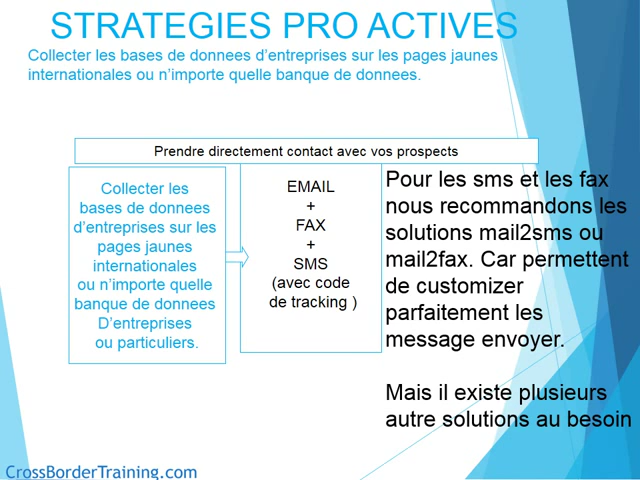 STRATEGIES PRO ACTIVES
Collecter les bases de donnees d’entreprises sur les pages jaunes
internationales ou n’importe quelle banque de donnees.
Prendre directement contact avec vos prospects
Collecter les
bases de donnees
d’entreprises sur les
pages jaunes
internationales
ou n’importe quelle
banque de donnees
D’entreprises
ou particuliers.
EMAIL
+
FAX
+
SMS
(avec code
de tracking )
Pour les sms et les fax
nous recommandons les
solutions mail2sms ou
mail2fax. Car permettent
de customizer
parfaitement les
message envoyer.
Mais il existe plusieurs
autre solutions au besoin
CrossBorderTraining.com